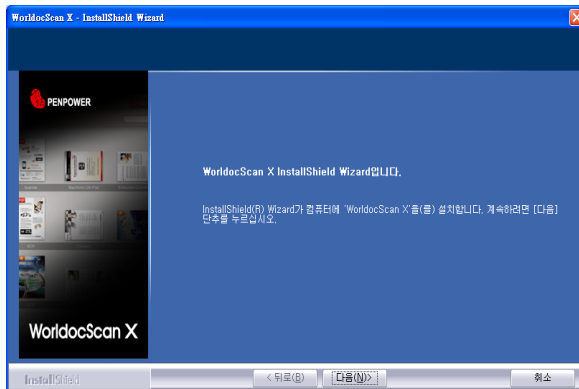 WorldocScan X - InstallShield Wizard
PENPOWER
WorldocScan X InstallShield Wizard입니다.
InstallShield(R) Wizard가 컴퓨터에 'WorldocScan X'을(를) 설치합니다. 계속하려면 [다음]
단추를 누르십시오.
WorldocScan X
InstallShield
< 뒤로(B)
다음(N)>
취소